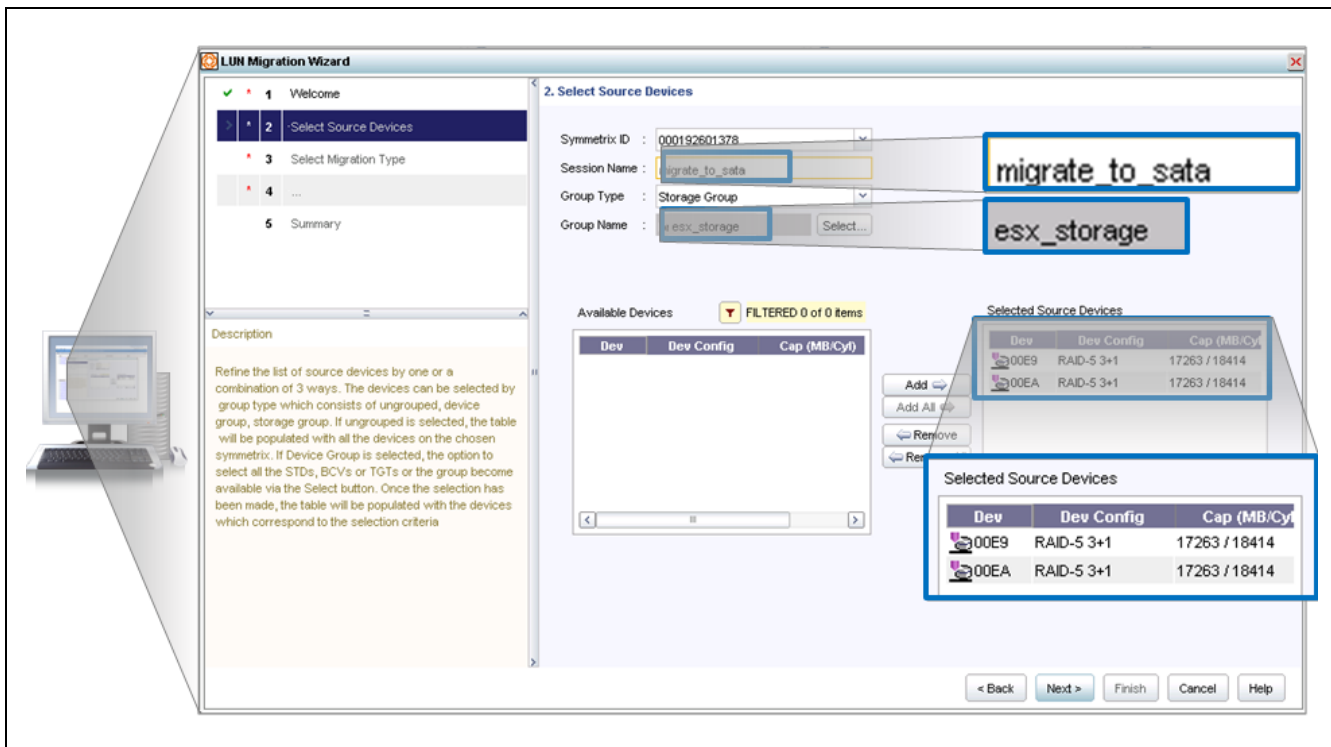 LUN Migration Wizard
* 1 Welcome
> * 2 Select Source Devices
* 3 Select Migration Type
* 4 ...
5 Summary
Description
Refine the list of source devices by one or a
combination of 3 ways. The devices can be selected by
group type which consists of ungrouped, device
group, storage group. If ungrouped is selected, the table
will be populated with all the devices on the chosen
symmetrix. If Device Group is selected, the option to
select all the STDs, BCVs or TGTs or the group become
available via the Select button. Once the selection has
been made, the table will be populated with the devices
which correspond to the selection criteria
2. Select Source Devices
Symmetrix ID : 000192601378
Session Name : migrate_to_sata
Group Type : Storage Group
Group Name : esx_storage Select...
migrate_to_sata
esx_storage
Available Devices FILTERED 0 of 0 items
Dev Dev Config Cap (MB/Cyl)
Add
Add All
Remove
Selected Source Devices
Dev Dev Config Cap (MB/Cyl
00E9 RAID-5 3+1 17263 / 18414
00EA RAID-5 3+1 17263 / 18414
Selected Source Devices
Dev Dev Config Cap (MB/Cyl
00E9 RAID-5 3+1 17263 / 18414
00EA RAID-5 3+1 17263 / 18414
< Back Next > Finish Cancel Help